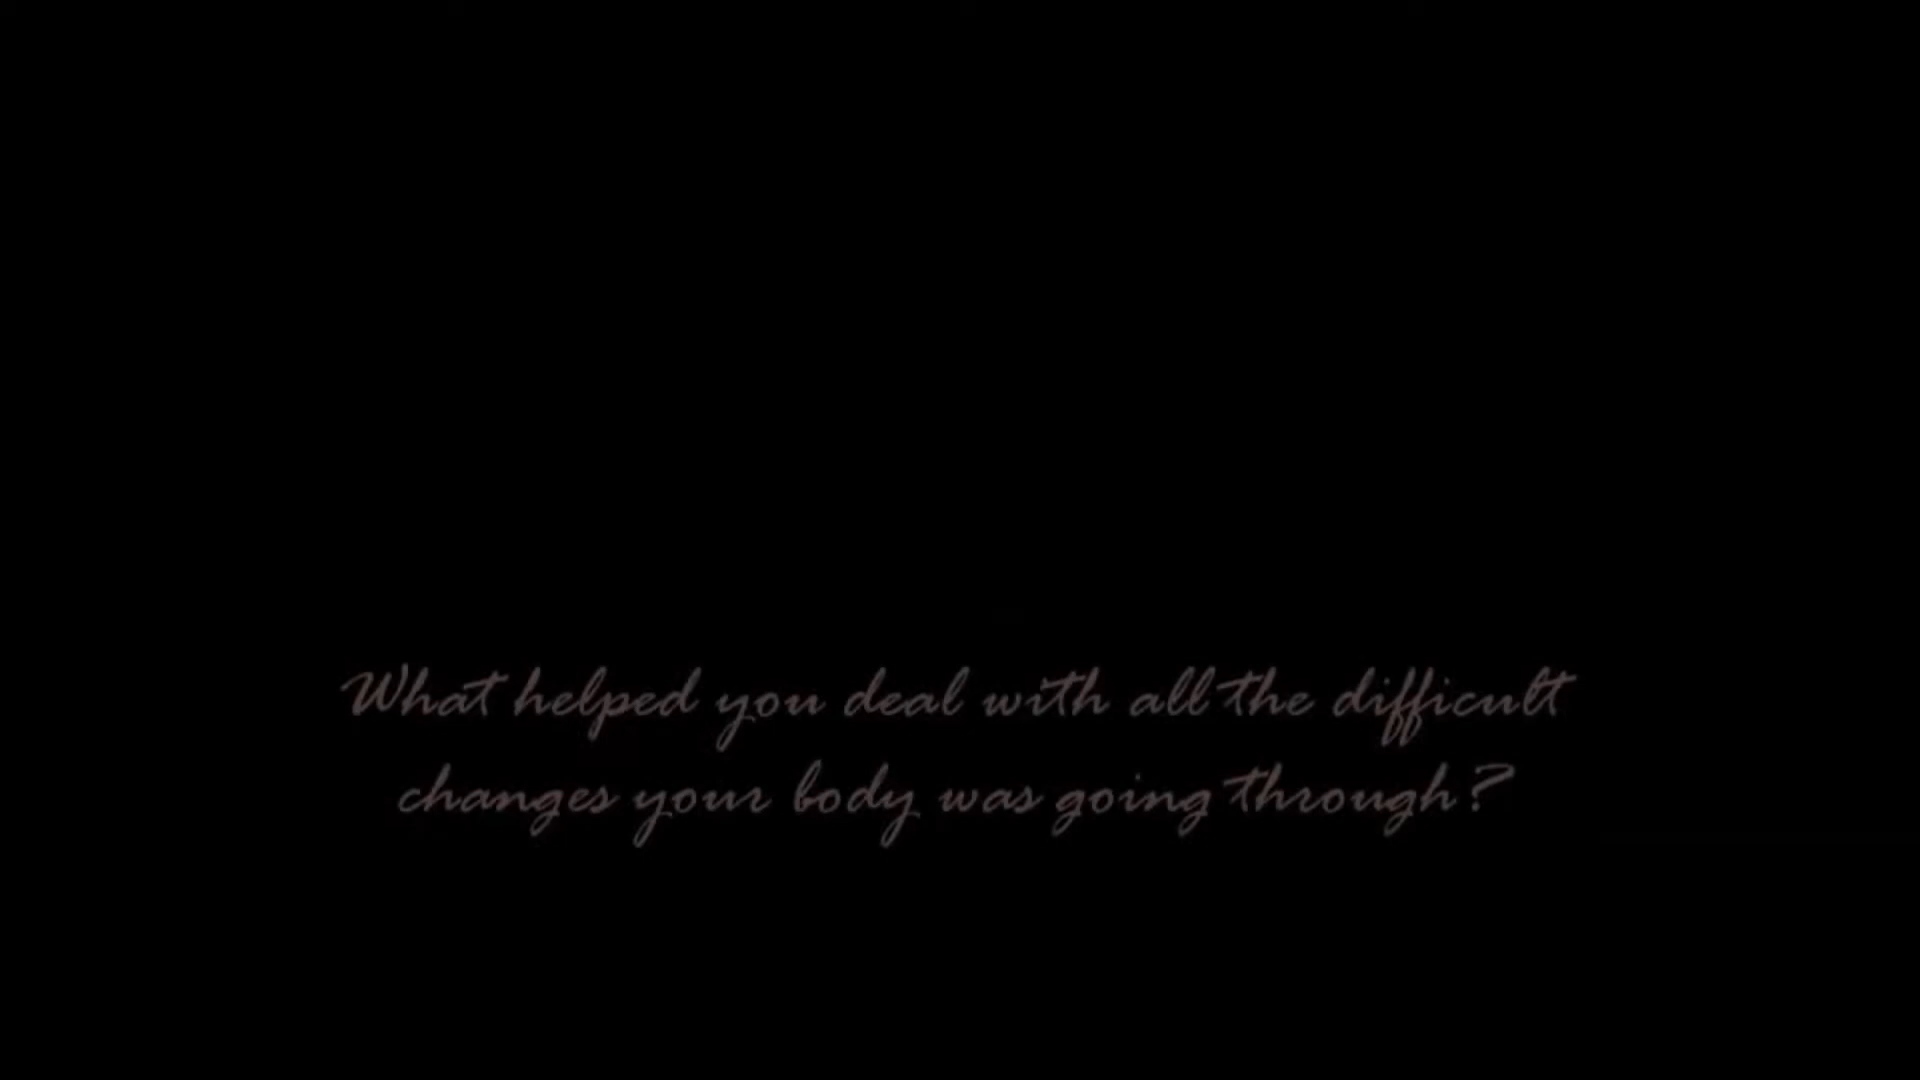 What helped you deal with all the difficult
changes your body was going through?